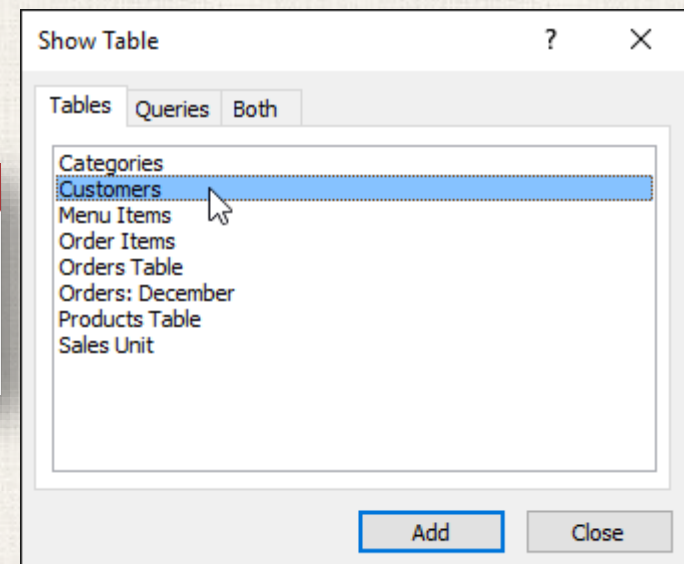 Show Table ?
Tables Queries Both
Categories
Customers
Menu Items
Order Items
Orders Table
Orders: December
Products Table
Sales Unit
Add Close